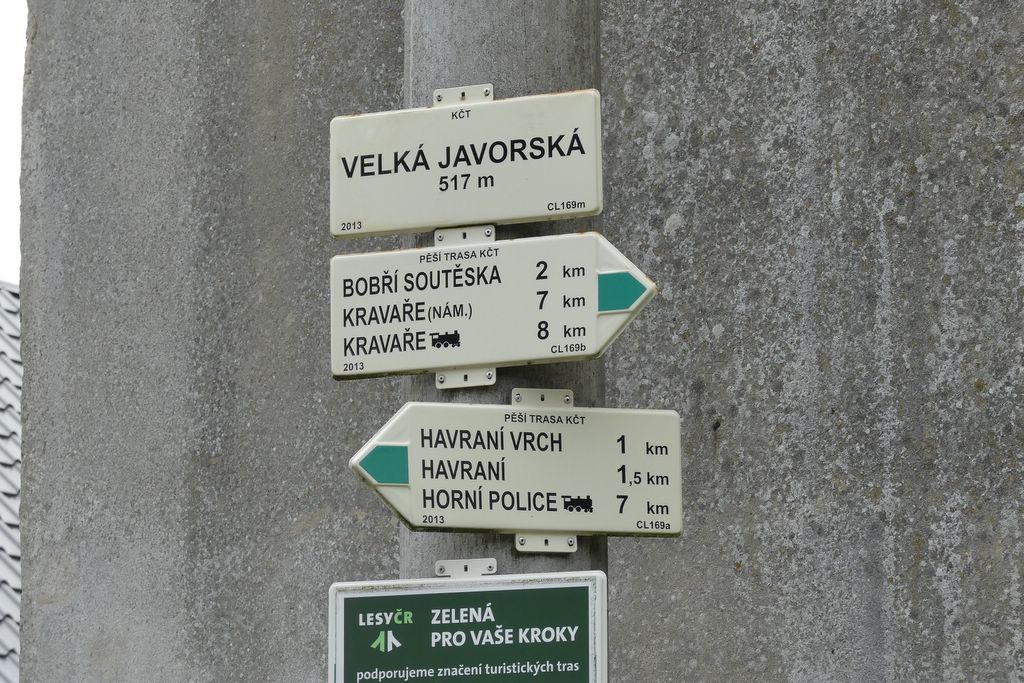 KČT
VELKÁ JAVORSKÁ
517 m
2013 CL169m
PĚŠÍ TRASA KČT
BOBŘÍ SOUTĚSKA 2 km
KRAVAŘE (NÁM.) 7 km
KRAVAŘE 8 km
2013 CL169b
PĚŠÍ TRASA KČT
HAVRANÍ VRCH 1 km
HAVRANÍ 1,5 km
HORNÍ POLICE 7 km
2013 CL169a
LESYČR ZELENÁ
PRO VAŠE KROKY
podporujeme značení turistických tras